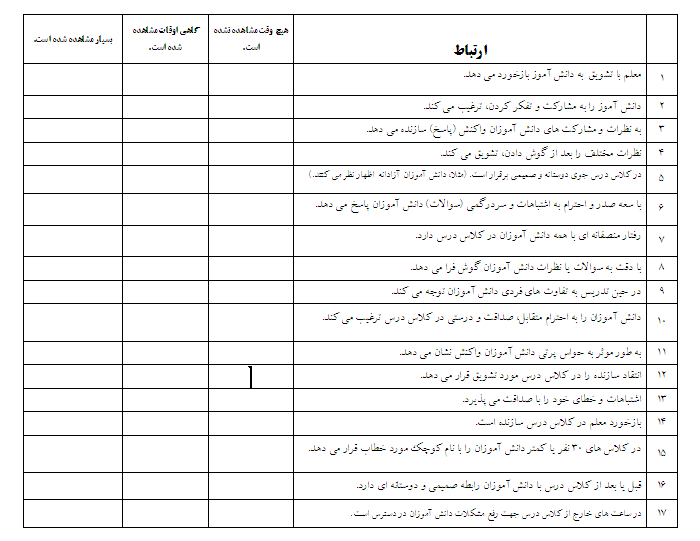 ارتباط
هیچ وقت مشاهده نشده است.
گاهی اوقات مشاهده شده است.
بسیار مشاهده شده است.
۱ معلم با تشویق به دانش آموز بازخورد می دهد.
۲ دانش آموز را به مشارکت و تفکر کردن، ترغیب می کند.
۳ به نظرات و مشارکت های دانش آموزان واکنش (پاسخ) سازنده می دهد.
۴ نظرات مختلف را بعد از گوش دادن، تشویق می کند.
۵ در کلاس درس جوی دوستانه و صمیمی برقرار است. (مثلا، دانش آموزان آزادانه اظهار نظر می کنند.)
۶ با سعه صدر و احترام به اشتباهات و سردرگمی (سوالات) دانش آموزان پاسخ می دهد.
۷ رفتار منصفانه ای با همه دانش آموزان در کلاس درس دارد.
۸ با دقت به سوالات یا نظرات دانش آموزان گوش فرا می دهد.
۹ در حین تدریس به تفاوت های فردی دانش آموزان توجه می کند.
۱۰ دانش آموزان را به احترام متقابل، صداقت و درستی در کلاس درس ترغیب می کند.
۱۱ به طور موثر به حواس پرتی دانش آموزان واکنش نشان می دهد.
۱۲ انتقاد سازنده را در کلاس درس مورد تشویق قرار می دهد.
۱۳ اشتباهات و خطای خود را با صداقت می پذیرد.
۱۴ بازخورد معلم در کلاس درس سازنده است.
۱۵ در کلاس های ۳۰ نفر یا کمتر دانش آموزان را با نام کوچک مورد خطاب قرار می دهد.
۱۶ قبل یا بعد از کلاس درس با دانش آموزان رابطه صمیمی و دوستانه ای دارد.
۱۷ در ساعت های خارج از کلاس درس جهت رفع مشکلات دانش آموزان در دسترس است.